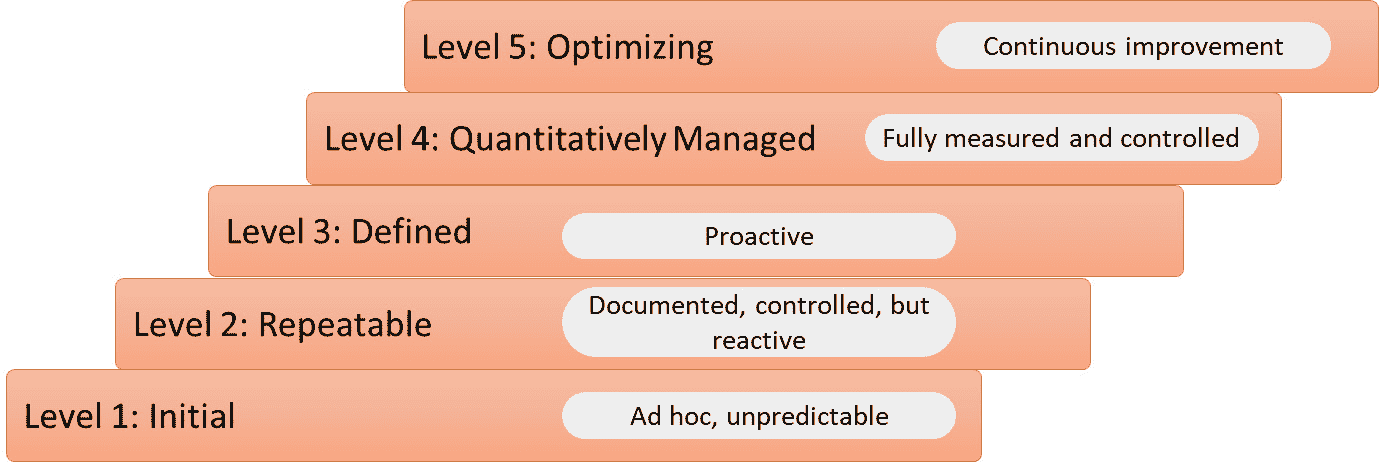 Level 5: Optimizing
Continuous improvement
Level 4: Quantitatively Managed
Fully measured and controlled
Level 3: Defined
Proactive
Level 2: Repeatable
Documented, controlled, but
reactive
Level 1: Initial
Ad hoc, unpredictable